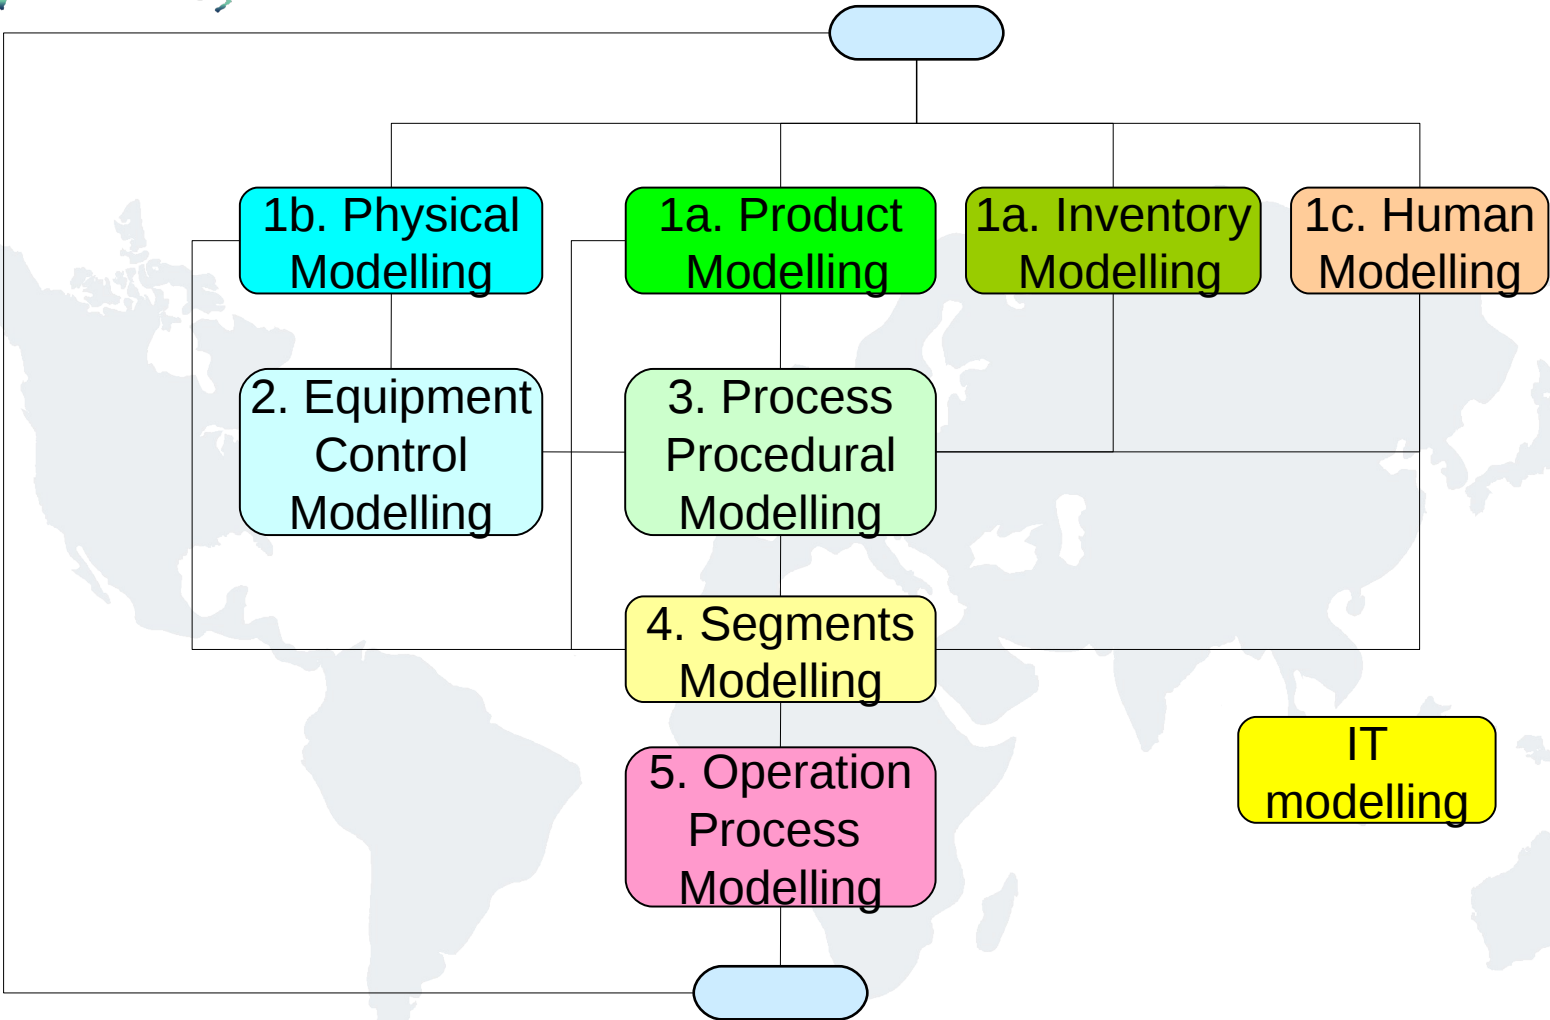 1b. Physical
Modelling
1a. Product
Modelling
1a. Inventory
Modelling
1c. Human
Modelling
2. Equipment
Control
Modelling
3. Process
Procedural
Modelling
4. Segments
Modelling
IT
modelling
5. Operation
Process
Modelling